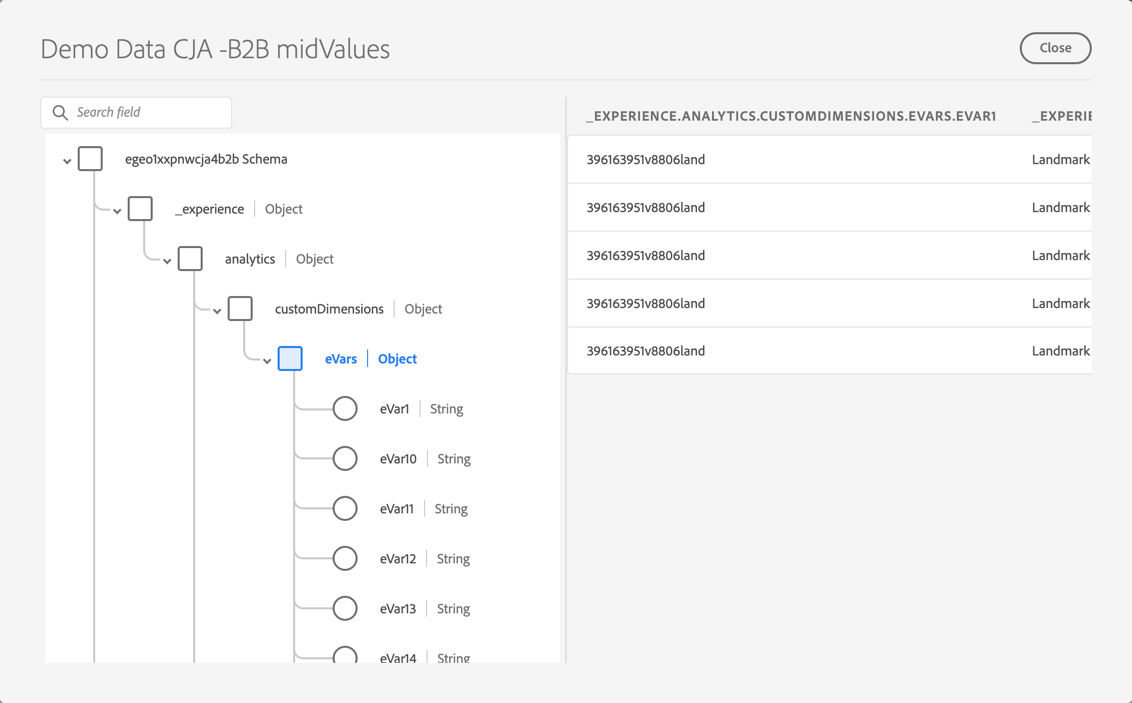 Demo Data CJA -B2B midValues
Close
Search field
egeo1xxpnwcja4b2b Schema
_experience Object
analytics Object
customDimensions Object
eVars Object
eVar1 String
eVar10 String
eVar11 String
eVar12 String
eVar13 String
eVar14 String
_EXPERIENCE.ANALYTICS.CUSTOMDIMENSIONS.EVARS.EVAR1 _EXPERIE
396163951v8806land Landmark
396163951v8806land Landmark
396163951v8806land Landmark
396163951v8806land Landmark
396163951v8806land Landmark